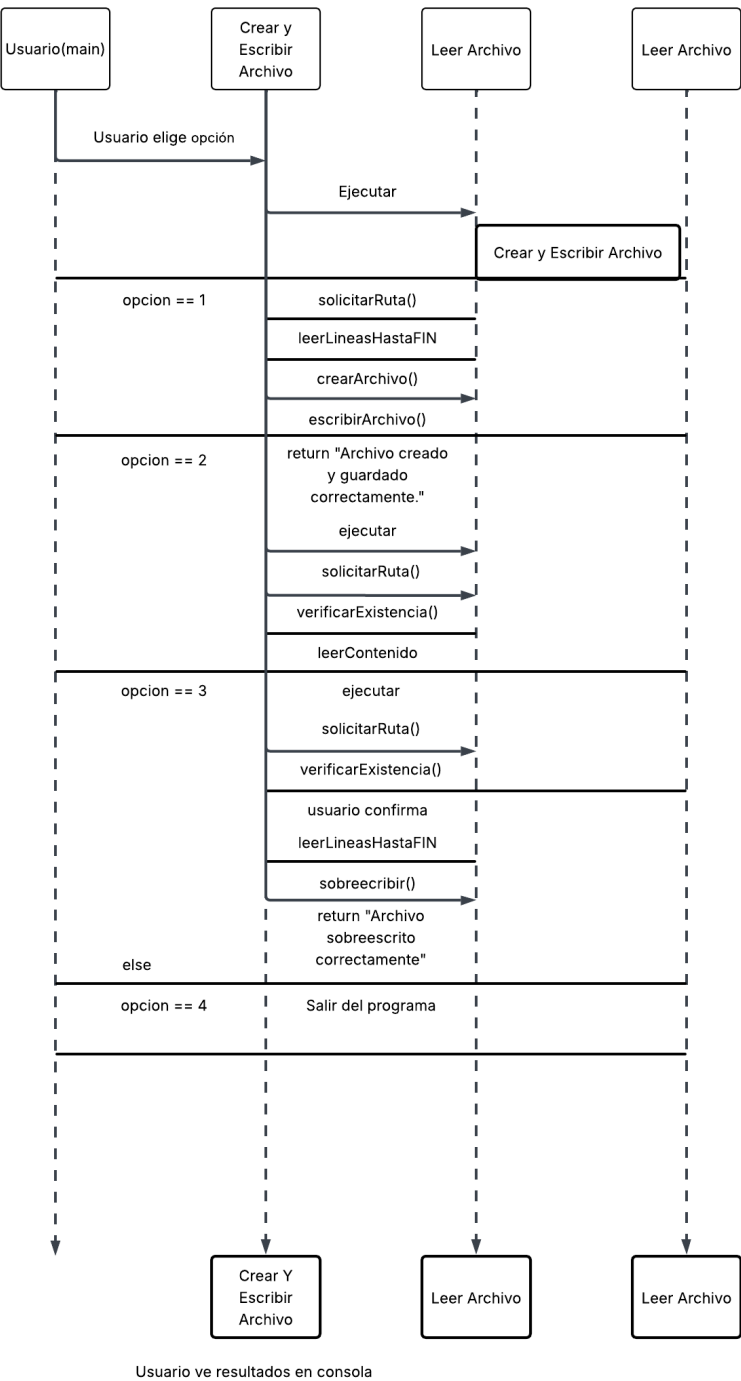 Usuario(main)
Crear y
Escribir
Archivo
Leer Archivo
Leer Archivo
Usuario elige opción
Ejecutar
Crear y Escribir Archivo
opcion == 1
solicitarRuta()
leerLineasHastaFIN
crearArchivo()
escribirArchivo()
opcion == 2
return "Archivo creado
y guardado
correctamente."
ejecutar
solicitarRuta()
verificarExistencia()
leerContenido
opcion == 3
ejecutar
solicitarRuta()
verificarExistencia()
usuario confirma
leerLineasHastaFIN
sobreecribir()
return "Archivo
sobreescrito
correctamente"
else
opcion == 4
Salir del programa
Crear Y
Escribir
Archivo
Leer Archivo
Leer Archivo
Usuario ve resultados en consola